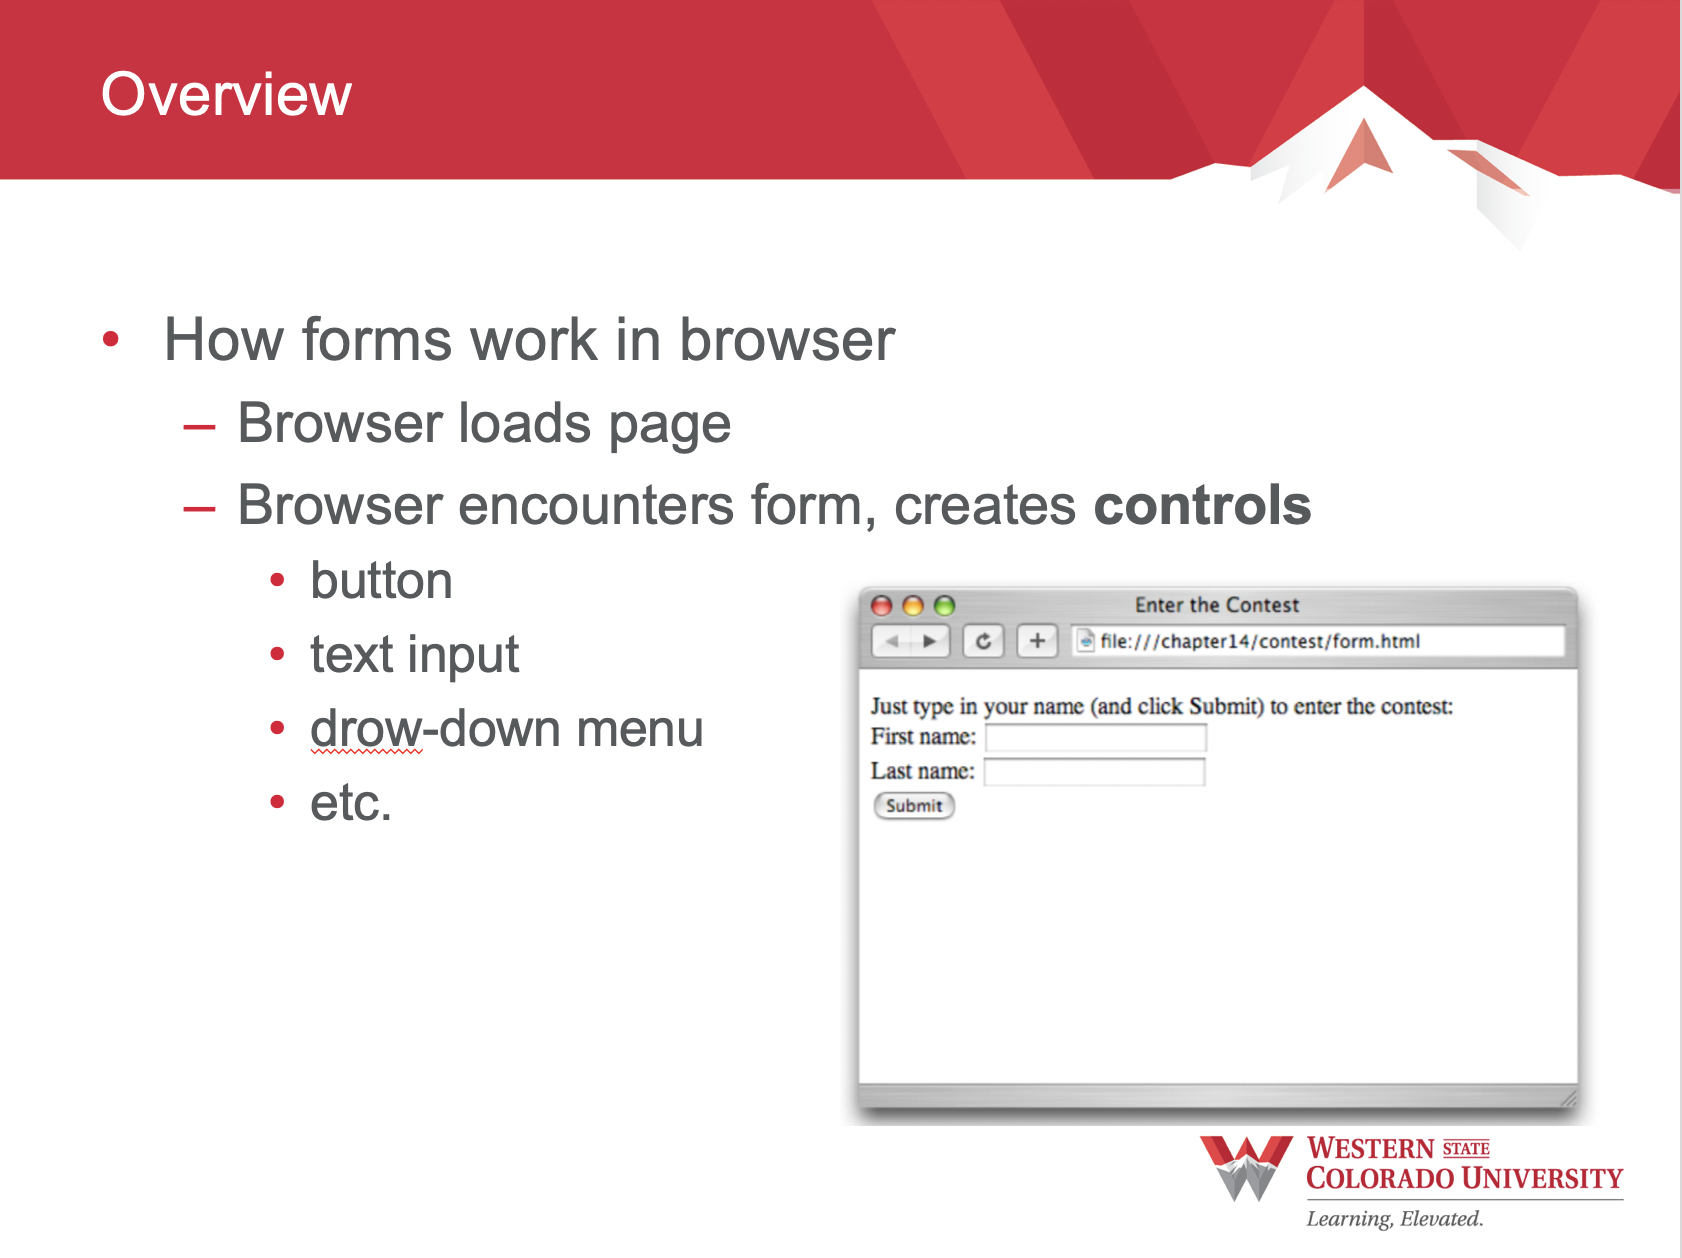 Overview
• How forms work in browser
– Browser loads page
– Browser encounters form, creates controls
• button
• text input
• drow-down menu
• etc.
Enter the Contest
file:///chapter14/contest/form.html
Just type in your name (and click Submit) to enter the contest:
First name:
Last name:
Submit
WESTERN STATE
COLORADO UNIVERSITY
Learning, Elevated.